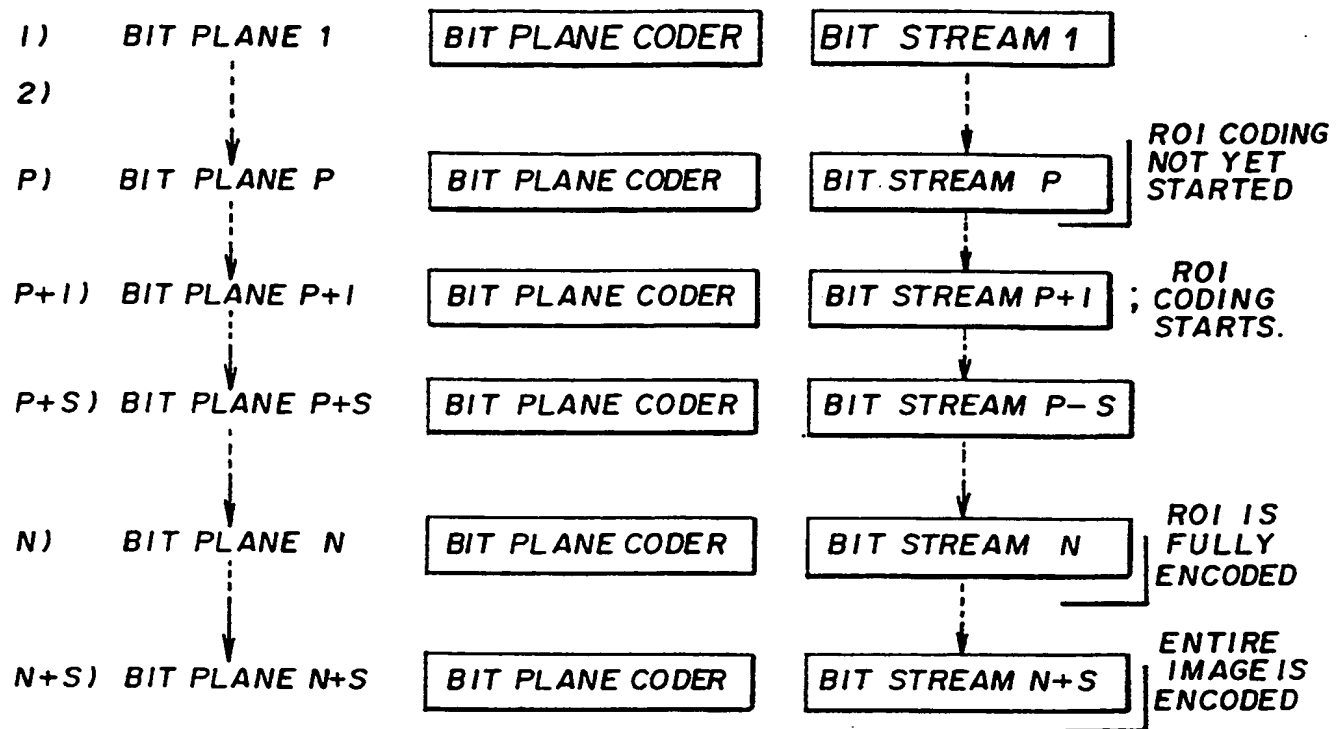 1) BIT PLANE 1 BIT PLANE CODER BIT STREAM 1
2)
P) BIT PLANE P BIT PLANE CODER BIT STREAM P
ROI CODING
NOT YET
STARTED
P+1) BIT PLANE P+1 BIT PLANE CODER BIT STREAM P+1 ;
ROI
CODING
STARTS.
P+S) BIT PLANE P+S BIT PLANE CODER BIT STREAM P-S
N) BIT PLANE N BIT PLANE CODER BIT STREAM N
ROI IS
FULLY
ENCODED
N+S) BIT PLANE N+S BIT PLANE CODER BIT STREAM N+S
ENTIRE
IMAGE IS
ENCODED